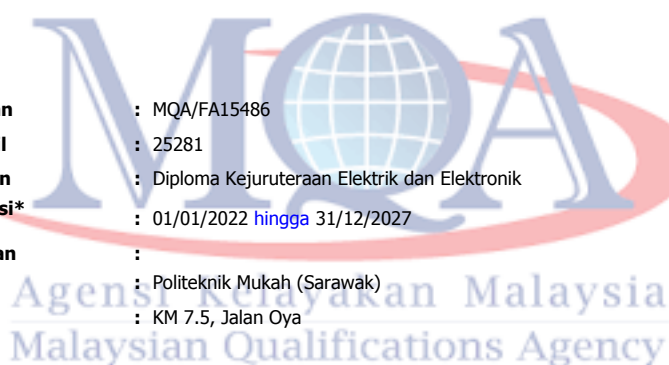 MQA
an : MQA/FA15486
l : 25281
n : Diploma Kejuruteraan Elektrik dan Elektronik
si* : 01/01/2022 hingga 31/12/2027
an :
: Politeknik Mukah (Sarawak)
: KM 7.5, Jalan Oya
Agensi Kelayakan Malaysia
Malaysian Qualifications Agency